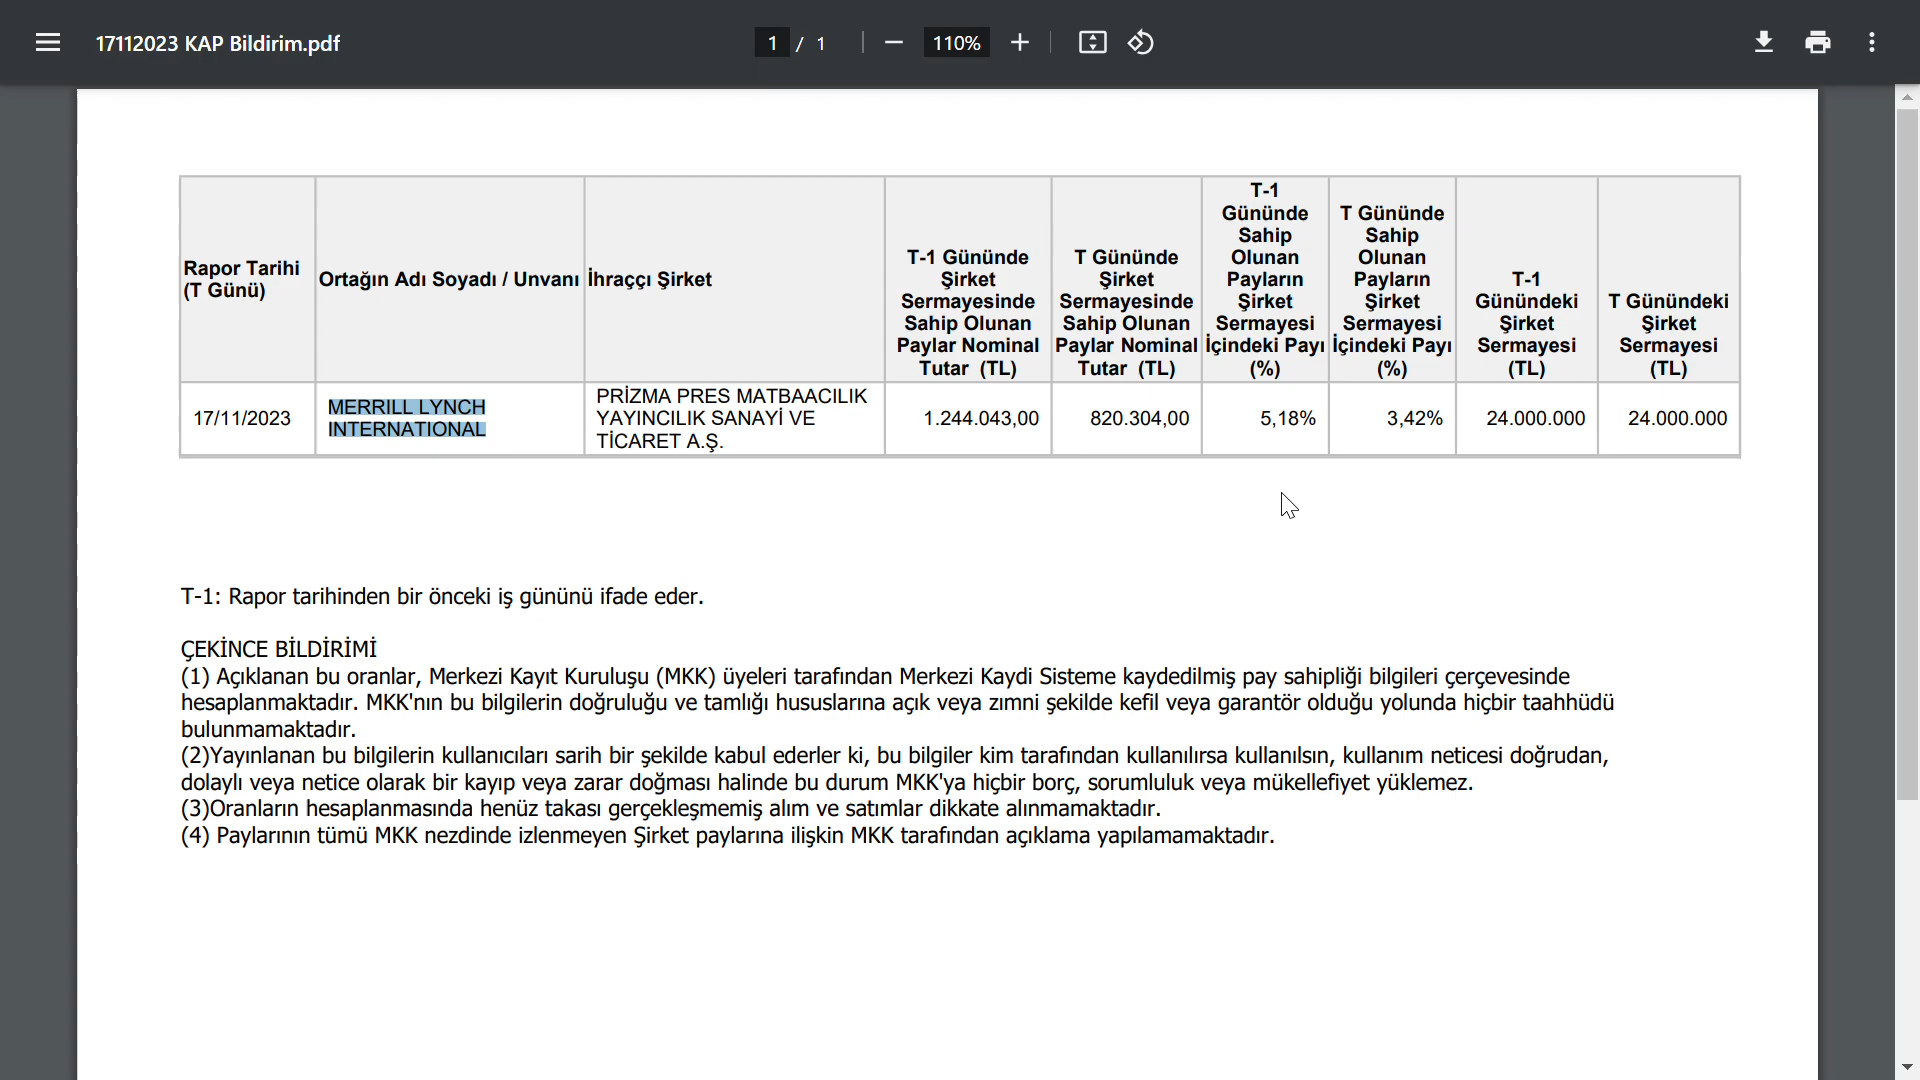 17112023 KAP Bildirim.pdf
1 / 1
110%
Rapor Tarihi
(T Günü)
Ortağın Adı Soyadı / Unvanı
İhraççı Şirket
T-1 Gününde
Şirket
Sermayesinde
Sahip Olunan
Paylar Nominal
Tutar (TL)
T Gününde
Şirket
Sermayesinde
Sahip Olunan
Paylar Nominal
Tutar (TL)
T-1
Gününde
Sahip
Olunan
Payların
Şirket
Sermayesi
İçindeki Payı
(%)
T Gününde
Sahip
Olunan
Payların
Şirket
Sermayesi
İçindeki Payı
(%)
T-1
Günündeki
Şirket
Sermayesi
(TL)
T Günündeki
Şirket
Sermayesi
(TL)
17/11/2023
MERRILL LYNCH
INTERNATIONAL
PRİZMA PRES MATBAACILIK
YAYINCILIK SANAYİ VE
TİCARET A.Ş.
1.244.043,00
820.304,00
5,18%
3,42%
24.000.000
24.000.000
T-1: Rapor tarihinden bir önceki iş gününü ifade eder.
ÇEKİNCE BİLDİRİMİ
(1) Açıklanan bu oranlar, Merkezi Kayıt Kuruluşu (MKK) üyeleri tarafından Merkezi Kaydi Sisteme kaydedilmiş pay sahipliği bilgileri çerçevesinde
hesaplanmaktadır. MKK'nın bu bilgilerin doğruluğu ve tamlığı hususlarına açık veya zımni şekilde kefil veya garantör olduğu yolunda hiçbir taahhüdü
bulunmamaktadır.
(2)Yayınlanan bu bilgilerin kullanıcıları sarih bir şekilde kabul ederler ki, bu bilgiler kim tarafından kullanılırsa kullanılsın, kullanım neticesi doğrudan,
dolaylı veya netice olarak bir kayıp veya zarar doğması halinde bu durum MKK'ya hiçbir borç, sorumluluk veya mükellefiyet yüklemez.
(3)Oranların hesaplanmasında henüz takası gerçekleşmemiş alım ve satımlar dikkate alınmamaktadır.
(4) Paylarının tümü MKK nezdinde izlenmeyen Şirket paylarına ilişkin MKK tarafından açıklama yapılamamaktadır.